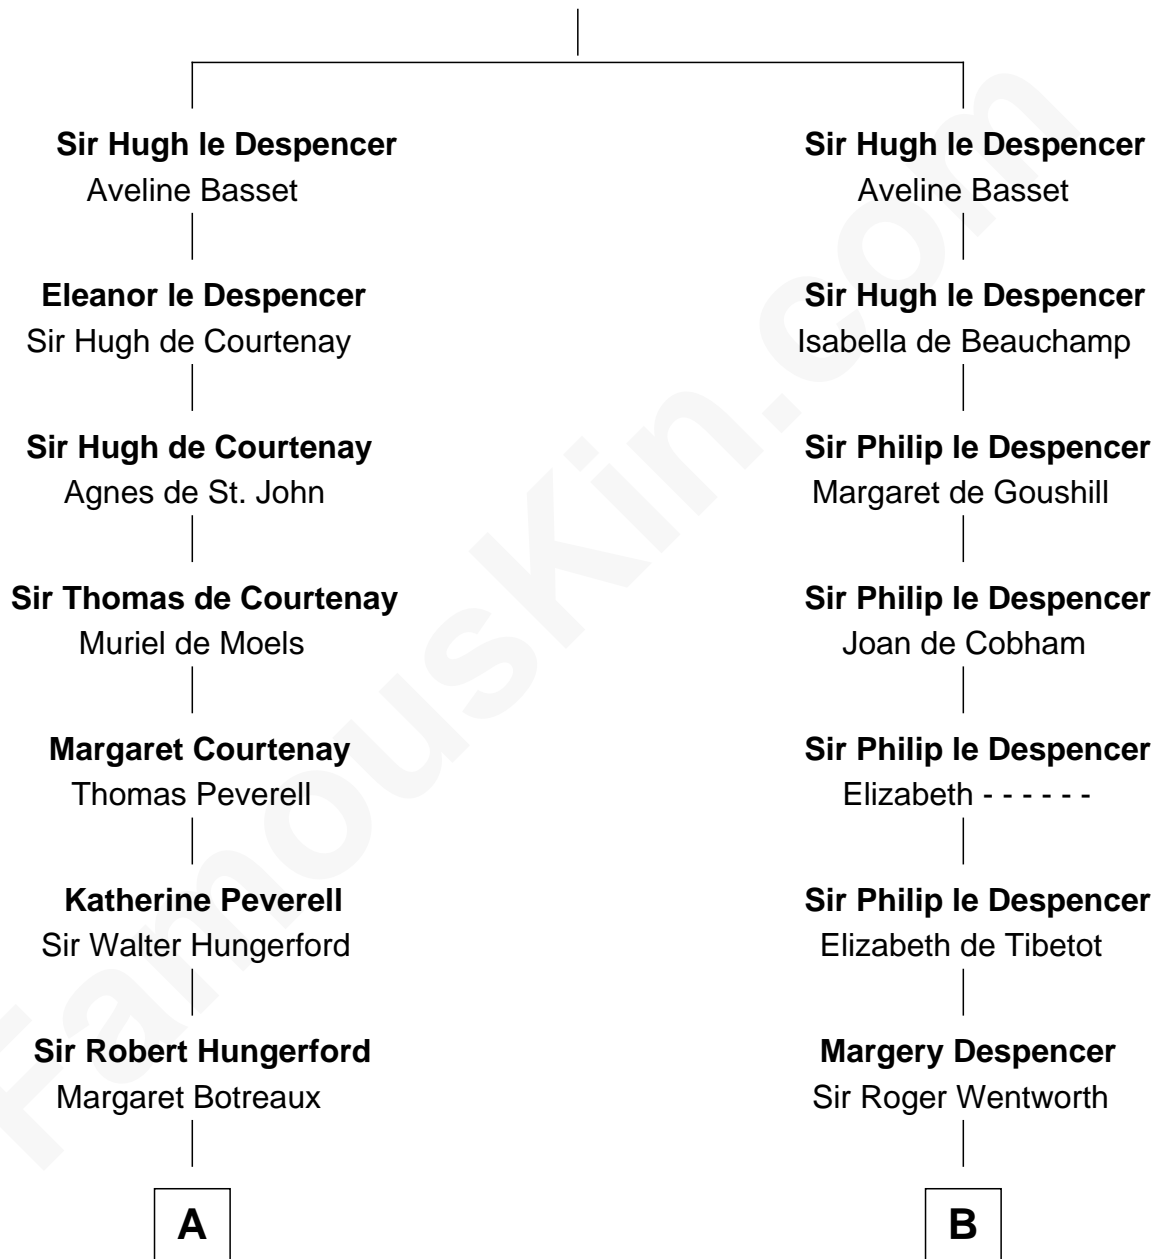 Sir Hugh le Despencer
Aveline Basset
Eleanor le Despencer
Sir Hugh de Courtenay
Sir Hugh de Courtenay
Agnes de St. John
Sir Thomas de Courtenay
Muriel de Moels
Margaret Courtenay
Thomas Peverell
Katherine Peverell
Sir Walter Hungerford
Sir Robert Hungerford
Margaret Botreaux
A
Sir Hugh le Despencer
Aveline Basset
Sir Hugh le Despencer
Isabella de Beauchamp
Sir Philip le Despencer
Margaret de Goushill
Sir Philip le Despencer
Joan de Cobham
Sir Philip le Despencer
Elizabeth - - - - - -
Sir Philip le Despencer
Elizabeth de Tibetot
Margery Despencer
Sir Roger Wentworth
B
FamousKin.com